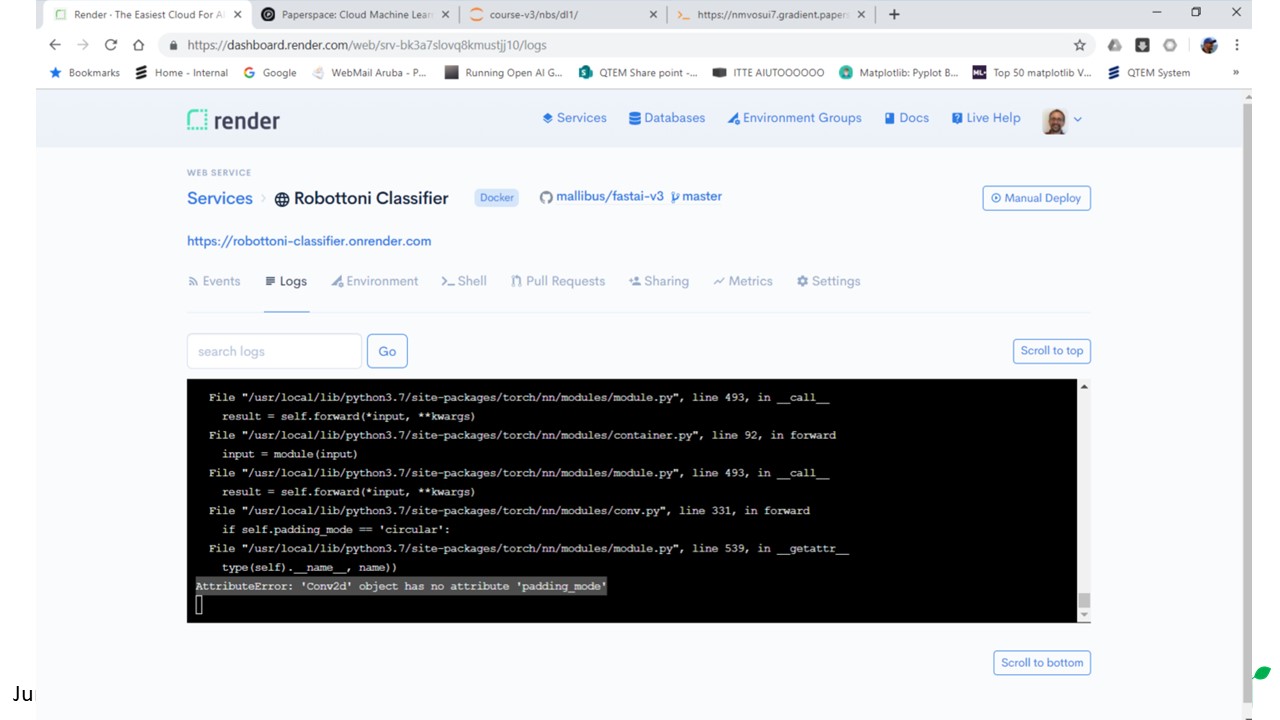 Render - The Easiest Cloud For Al
Paperspace: Cloud Machine Lear
course-v3/nbs/dl1/
https://nmvosui7.gradient.papers
https://dashboard.render.com/web/srv-bk3a7slovq8kmustjj10/logs
Bookmarks
Home - Internal
Google
WebMail Aruba - P...
Running Open AI G...
QTEM Share point -...
ITTE AIUTOOOOOO
Matplotlib: Pyplot B...
ML+
Top 50 matplotlib V...
QTEM System
»
render
Services
Databases
Environment Groups
Docs
Live Help
WEB SERVICE
Services > Robottoni Classifier
Docker
mallibus/fastai-v3 master
Manual Deploy
https://robottoni-classifier.onrender.com
Events
Logs
Environment
Shell
Pull Requests
Sharing
Metrics
Settings
search logs
Go
Scroll to top
File "/usr/local/lib/python3.7/site-packages/torch/nn/modules/module.py", line 493, in __call__
result = self.forward(*input, **kwargs)
File "/usr/local/lib/python3.7/site-packages/torch/nn/modules/container.py", line 92, in forward
input = module(input)
File "/usr/local/lib/python3.7/site-packages/torch/nn/modules/module.py", line 493, in __call__
result = self.forward(*input, **kwargs)
File "/usr/local/lib/python3.7/site-packages/torch/nn/modules/conv.py", line 331, in forward
if self.padding_mode == 'circular':
File "/usr/local/lib/python3.7/site-packages/torch/nn/modules/module.py", line 539, in __getattr__
type(self).__name__, name))
AttributeError: 'Conv2d' object has no attribute 'padding_mode'
Scroll to bottom
Ju